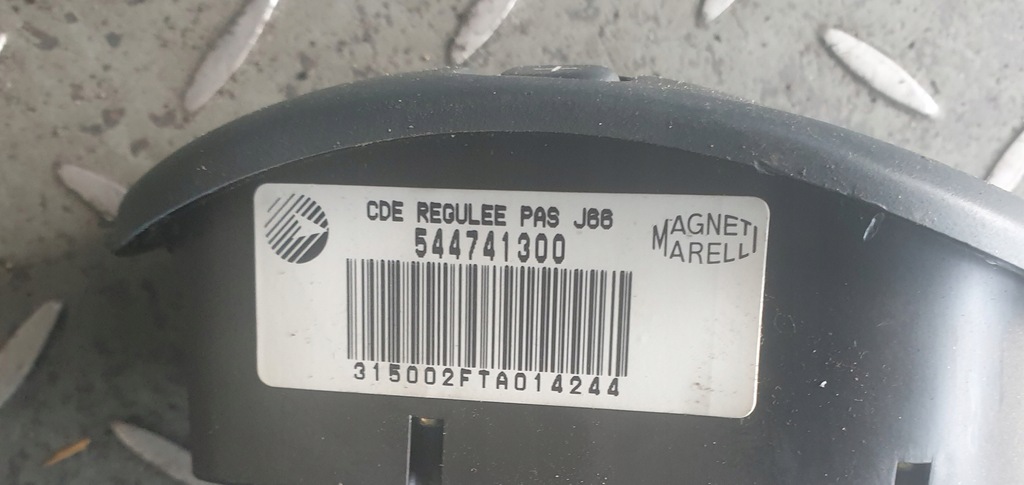 CDE REGULEE PAS J66
544741300
MAGNETI
MARELLI
315002FTA014244